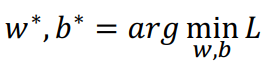 w*, b* = arg min L
w,b